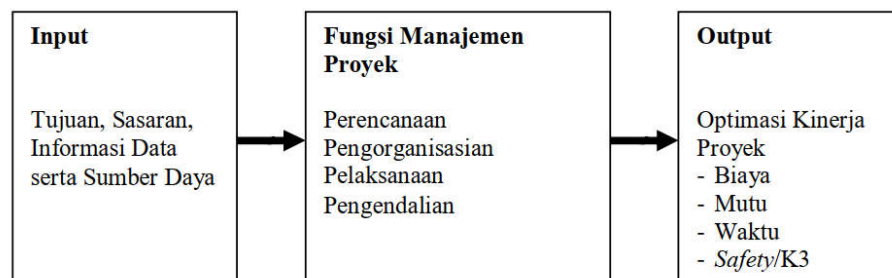 Input
Tujuan, Sasaran,
Informasi Data
serta Sumber Daya
Fungsi Manajemen
Proyek
Perencanaan
Pengorganisasian
Pelaksanaan
Pengendalian
Output
Optimasi Kinerja
Proyek
- Biaya
- Mutu
- Waktu
- Safety/K3